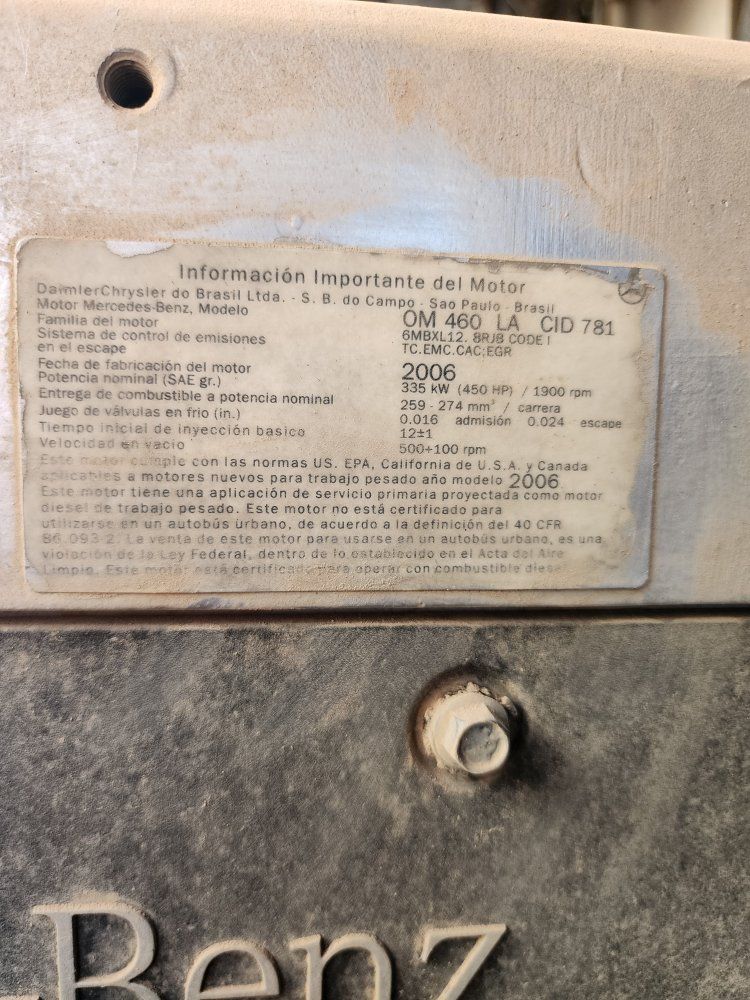 Información Importante del Motor
DaimlerChrysler do Brasil Ltda. - S. B. do Campo - Sao Paulo - Brasil
Motor Mercedes-Benz, Modelo OM 460 LA CID 781
Familia del motor 6MBXL12. 8RJB CODE I
Sistema de control de emisiones TC.EMC.CAC:EGR
en el escape
Fecha de fabricación del motor 2006
Potencia nominal (SAE gr.) 335 kW (450 HP) / 1900 rpm
Entrega de combustible a potencia nominal 259 - 274 mm³ / carrera
Juego de válvulas en frio (in.) 0.016 admisión 0.024 escape
Tiempo inicial de inyección basico 12±1
Velocidad en vacio 500+100 rpm
Este motor cumple con las normas US. EPA, California de U.S.A. y Canada
aplicables a motores nuevos para trabajo pesado año modelo 2006
Este motor tiene una aplicación de servicio primaria proyectada como motor
diesel de trabajo pesado. Este motor no está certificado para
utilizarse en un autobús urbano, de acuerdo a la definición del 40 CFR
86.093-2. La venta de este motor para usarse en un autobús urbano, es una
violación de la Ley Federal, dentro de lo establecido en el Acta del Aire
Limpio. Este motor está certificado para operar con combustible diese
Benz